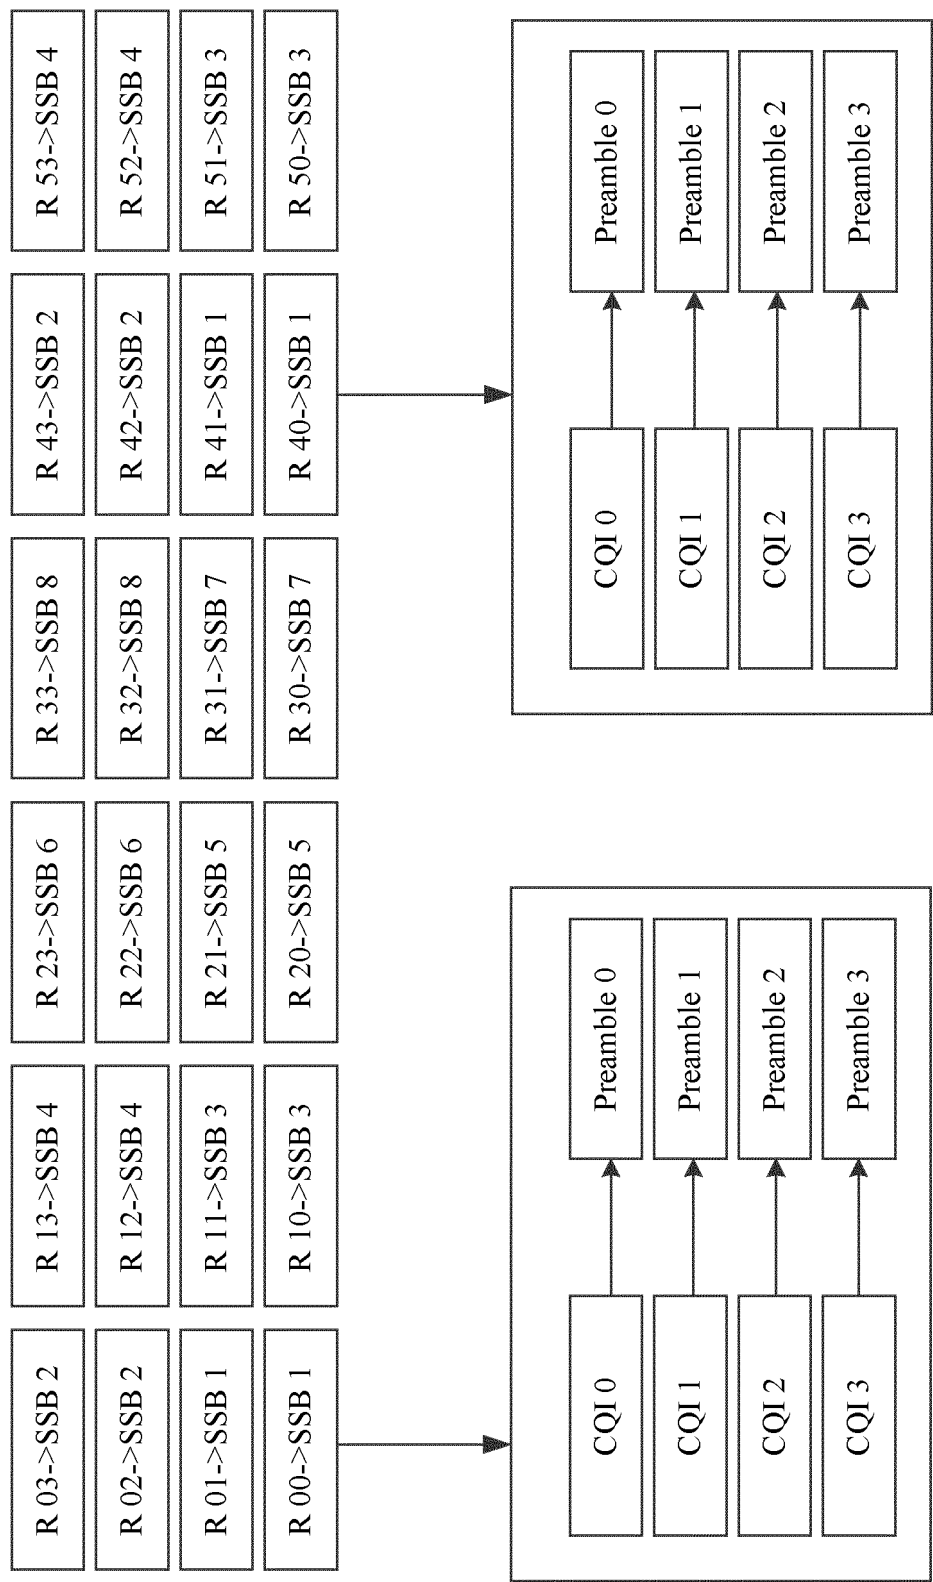 R 03->SSB 2
R 13->SSB 4
R 23->SSB 6
R 33->SSB 8
R 43->SSB 2
R 53->SSB 4
R 02->SSB 2
R 12->SSB 4
R 22->SSB 6
R 32->SSB 8
R 42->SSB 2
R 52->SSB 4
R 01->SSB 1
R 11->SSB 3
R 21->SSB 5
R 31->SSB 7
R 41->SSB 1
R 51->SSB 3
R 00->SSB 1
R 10->SSB 3
R 20->SSB 5
R 30->SSB 7
R 40->SSB 1
R 50->SSB 3
CQI 0
Preamble 0
CQI 1
Preamble 1
CQI 2
Preamble 2
CQI 3
Preamble 3
CQI 0
Preamble 0
CQI 1
Preamble 1
CQI 2
Preamble 2
CQI 3
Preamble 3